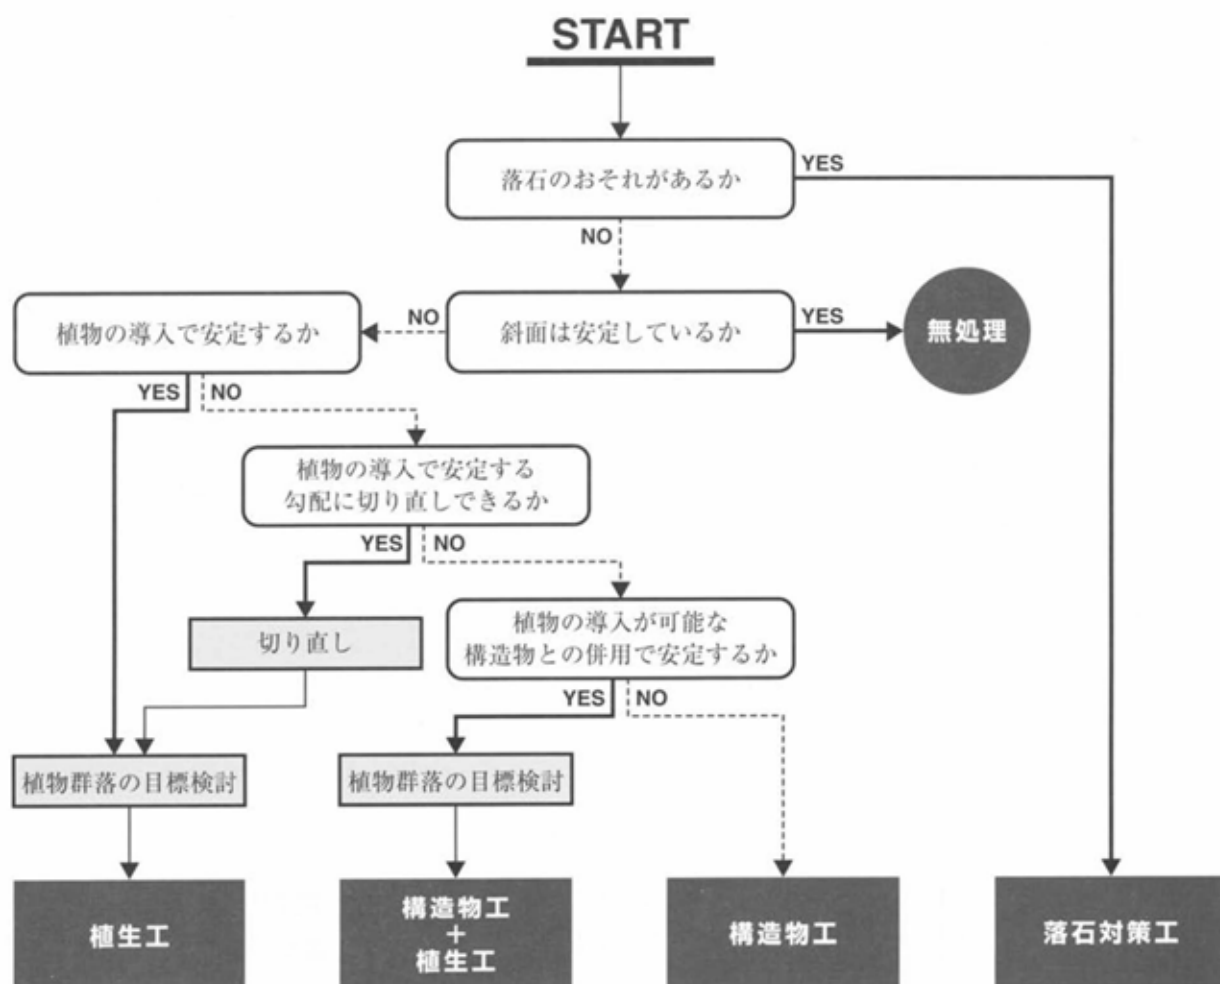 START
落石のおそれがあるか
YES
NO
植物の導入で安定するか
NO
斜面は安定しているか
YES
無処理
YES
NO
植物の導入で安定する
勾配に切り直しできるか
YES
NO
切り直し
植物の導入が可能な
構造物との併用で安定するか
YES
NO
植物群落の目標検討
植物群落の目標検討
植生工
構造物工
+
植生工
構造物工
落石対策工